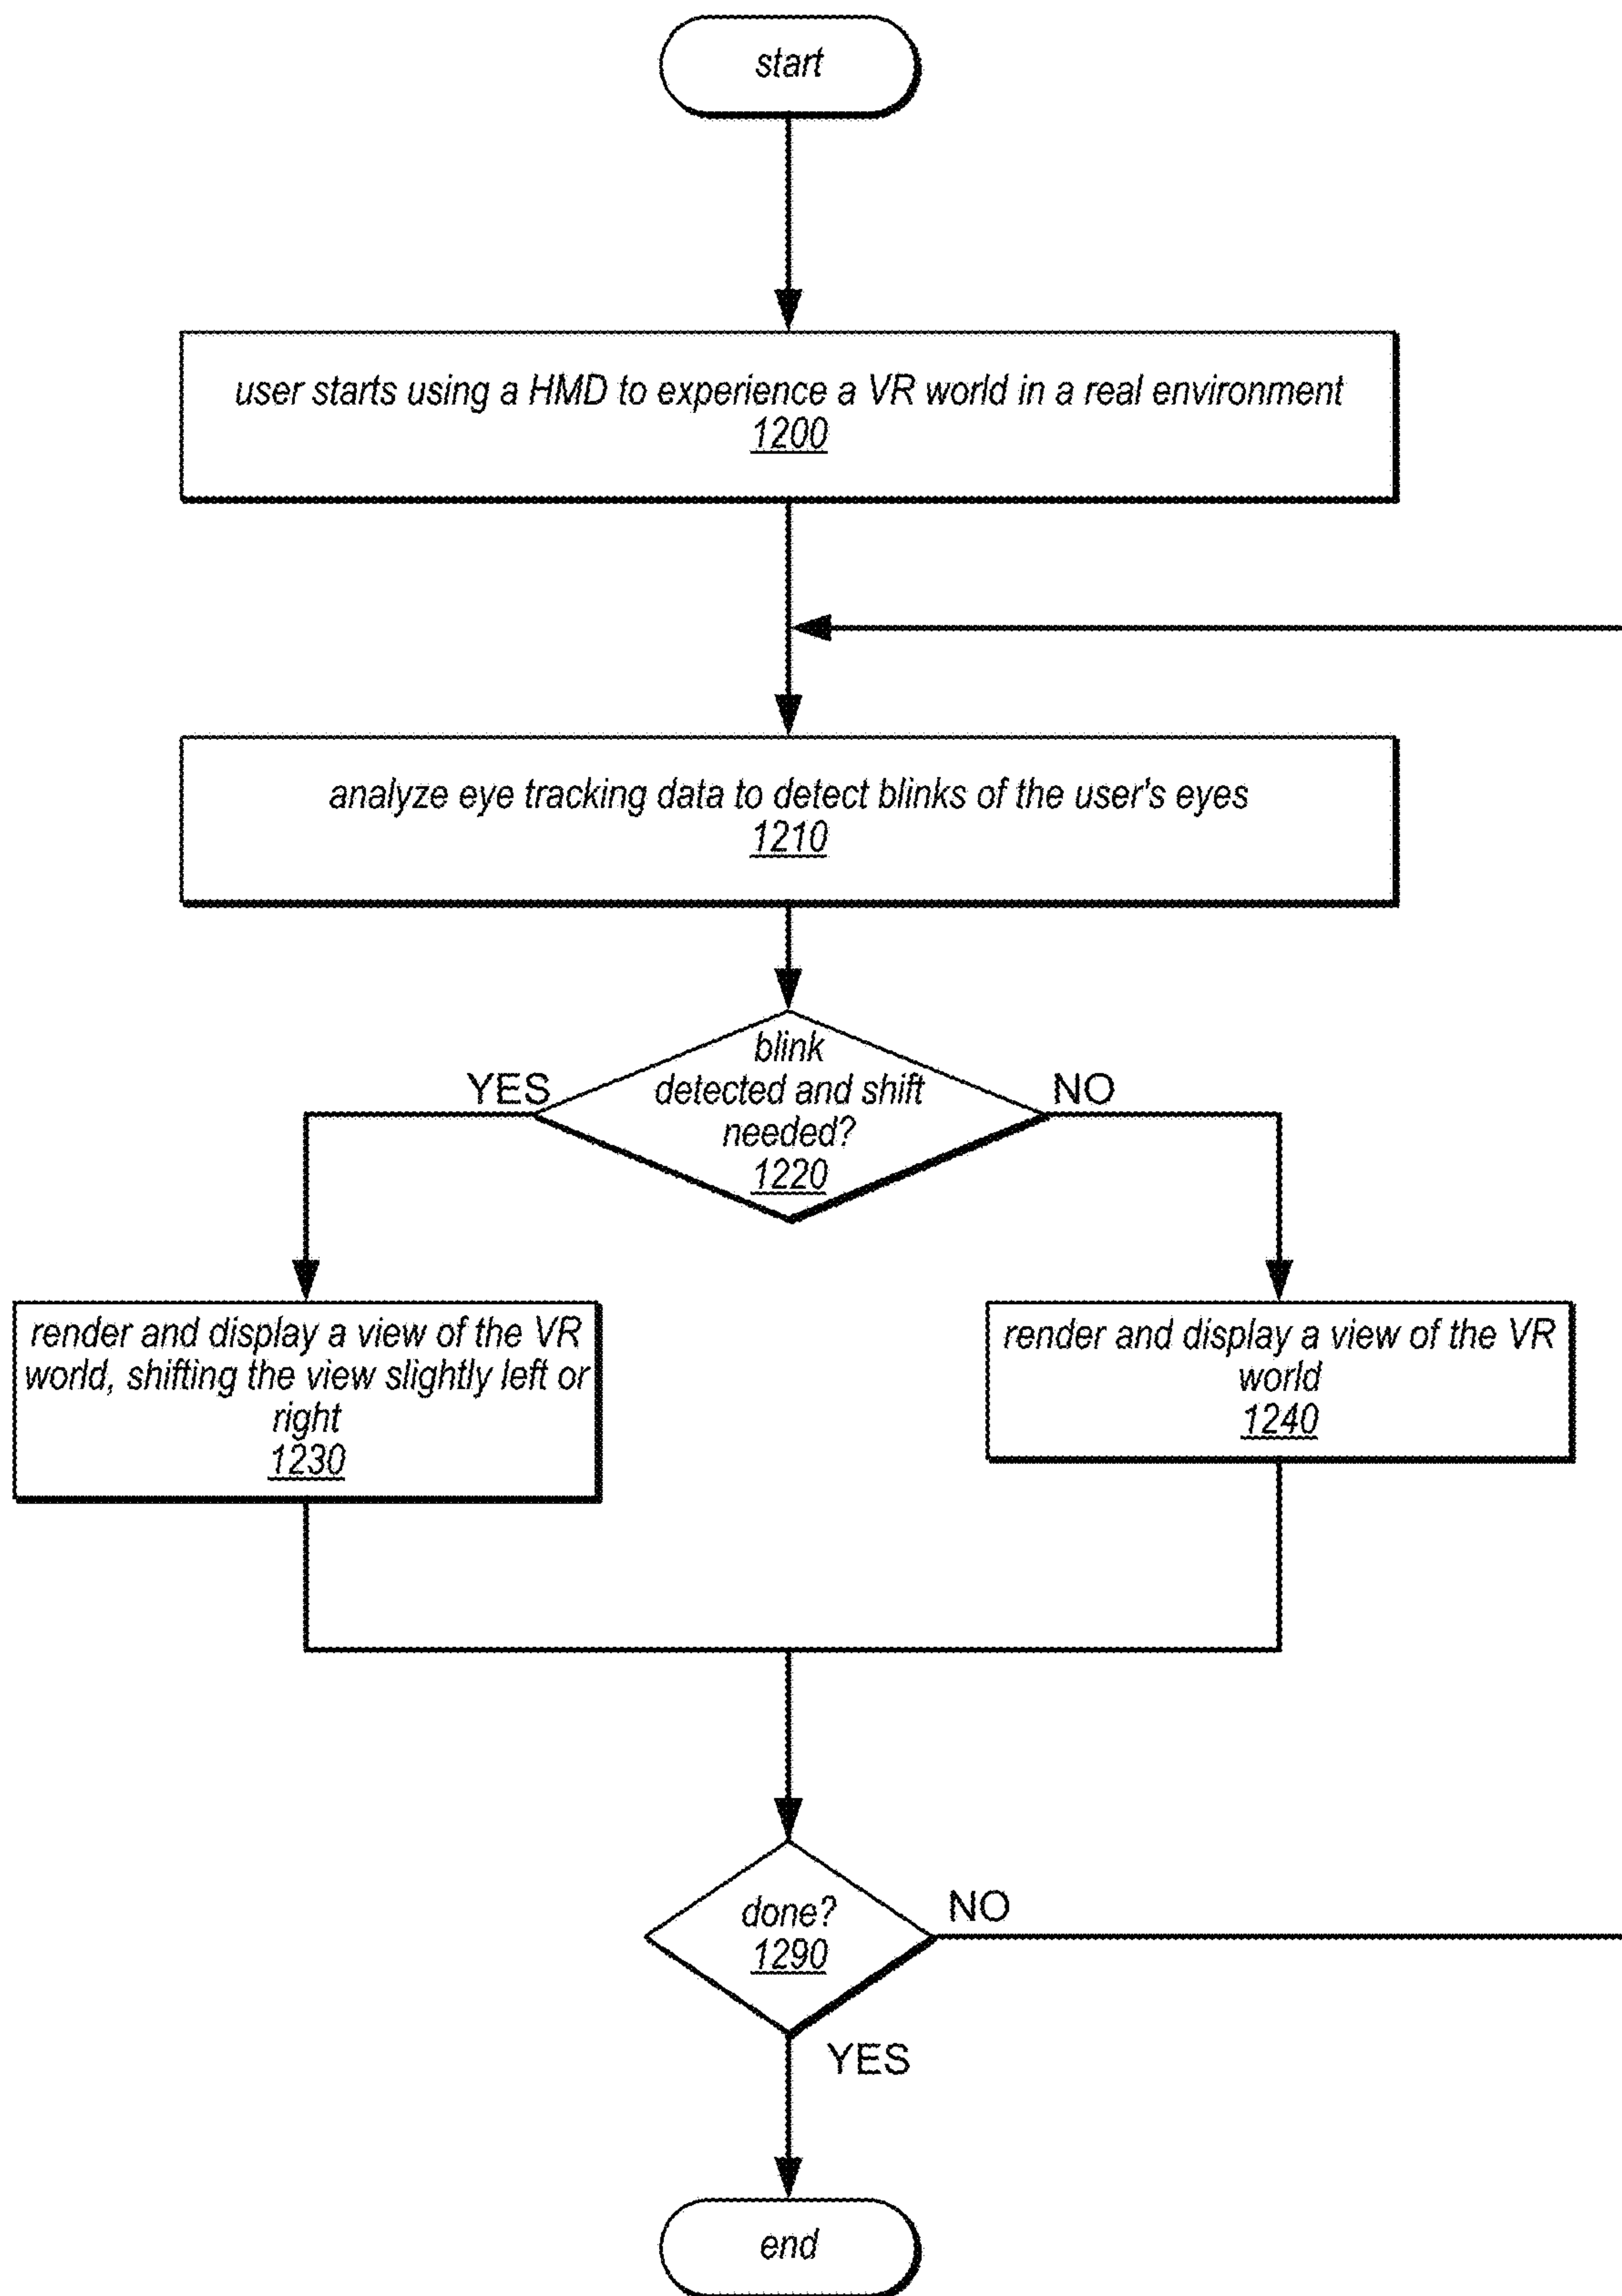 start
user starts using a HMD to experience a VR world in a real environment
1200
analyze eye tracking data to detect blinks of the user's eyes
1210
blink
detected and shift
needed?
1220
YES
NO
render and display a view of the VR
world, shifting the view slightly left or
right
1230
render and display a view of the VR
world
1240
done?
1290
NO
YES
end